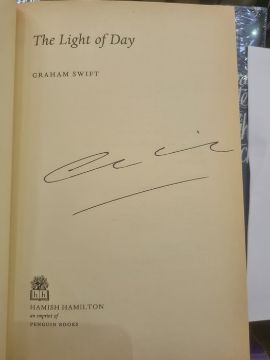 The Light of Day
GRAHAM SWIFT
HAMISH HAMILTON
an imprint of
PENGUIN BOOKS